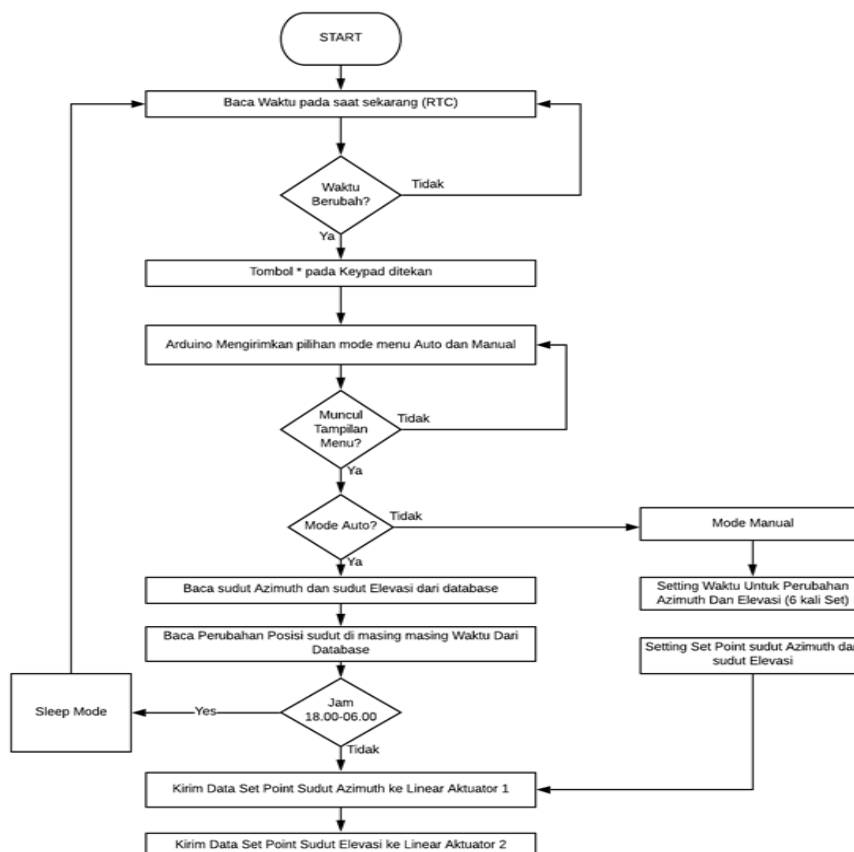 START
Baca Waktu pada saat sekarang (RTC)
Waktu
Berubah?
Tidak
Ya
Tombol * pada Keypad ditekan
Arduino Mengirimkan pilihan mode menu Auto dan Manual
Muncul
Tampilan
Menu?
Tidak
Ya
Mode Auto?
Tidak
Mode Manual
Ya
Baca sudut Azimuth dan sudut Elevasi dari database
Setting Waktu Untuk Perubahan
Azimuth Dan Elevasi (6 kali Set)
Baca Perubahan Posisi sudut di masing masing Waktu Dari
Database
Setting Set Point sudut Azimuth
sudut Elevasi
Jam
18.00-06.00
Yes
Sleep Mode
Tidak
Kirim Data Set Point Sudut Azimuth ke Linear Aktuator 1
Kirim Data Set Point Sudut Elevasi ke Linear Aktuator 2